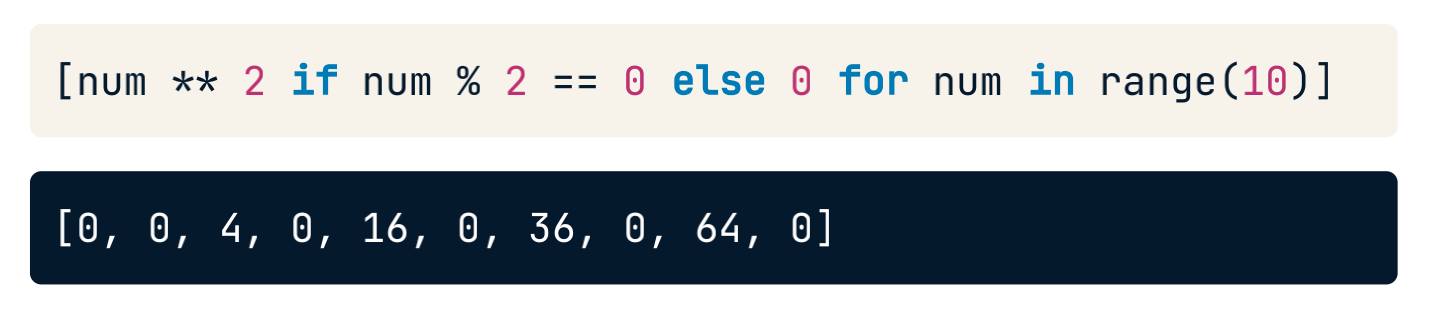 [num ** 2 if num % 2 == 0 else 0 for num in range(10)]
[0, 0, 4, 0, 16, 0, 36, 0, 64, 0]